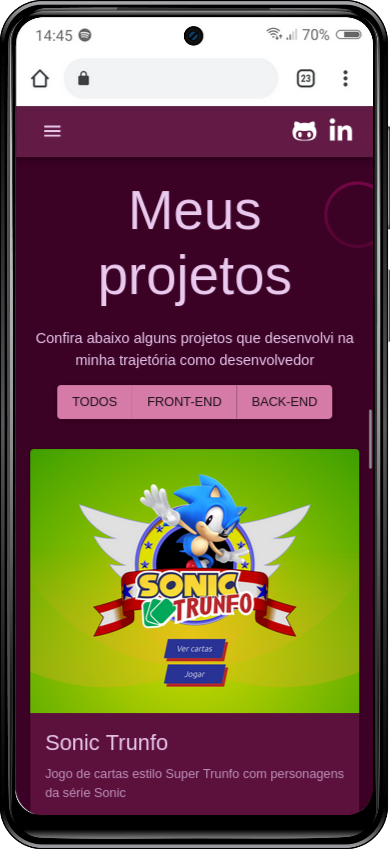 14:45 70%
23
in
Meus
projetos
Confira abaixo alguns projetos que desenvolvi na
minha trajetória como desenvolvedor
TODOS FRONT-END BACK-END
SONIC
TRUNFO
Ver cartas
Jogar
Sonic Trunfo
Jogo de cartas estilo Super Trunfo com personagens
da série Sonic